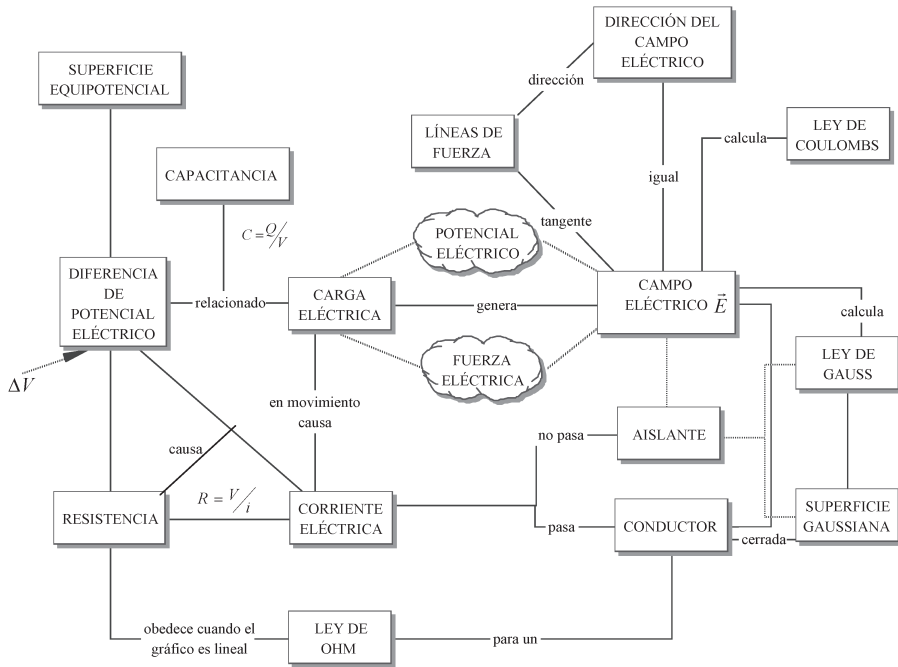 DIRECCIÓN DEL
CAMPO
ELÉCTRICO
SUPERFICIE
EQUIPOTENCIAL
dirección
LÍNEAS DE
FUERZA
calcula
LEY DE
COULOMBS
CAPACITANCIA
igual
C = Q/V
tangente
POTENCIAL
ELÉCTRICO
DIFERENCIA
DE
POTENCIAL
ELÉCTRICO
relacionado
CARGA
ELÉCTRICA
genera
CAMPO
ELÉCTRICO
\vec{E}
calcula
ΔV
FUERZA
ELÉCTRICA
LEY DE
GAUSS
en movimiento
causa
causa
no pasa
AISLANTE
RESISTENCIA
R = V/i
CORRIENTE
ELÉCTRICA
pasa
CONDUCTOR
cerrada
SUPERFICIE
GAUSSIANA
obedece cuando el
gráfico es lineal
LEY DE
OHM
para un